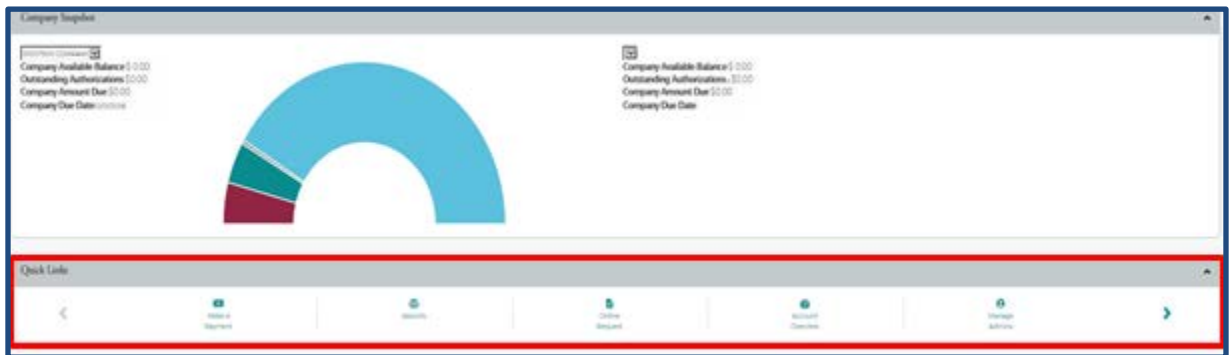 Company Snapshot
Company Available Balance $ 0.00
Outstanding Authorizations $0.00
Company Amount Due $0.00
Company Due Date
Company Available Balance $ 0.00
Outstanding Authorizations $0.00
Company Amount Due $0.00
Company Due Date
Quick Links
Make a
Payment
Online
Request
Account
Overview
Manage